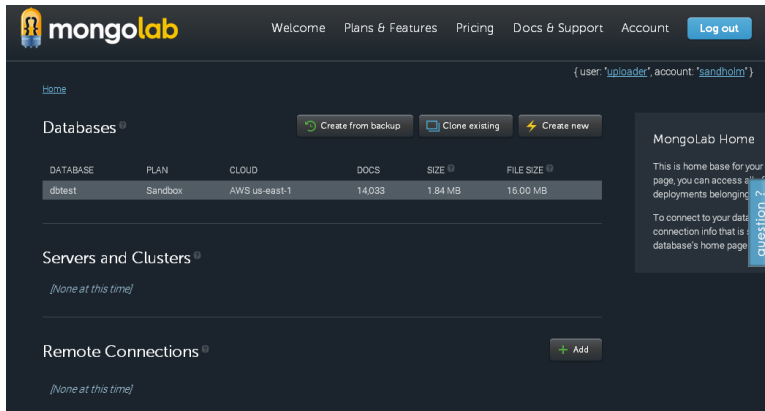 mongolab
Welcome Plans & Features Pricing Docs & Support Account Log out
{ user: "uploader", account: "sandholm" }
Home
Databases ?
Create from backup Clone existing Create new
DATABASE PLAN CLOUD DOCS SIZE ? FILE SIZE ?
dbtest Sandbox AWS us-east-1 14,033 1.84 MB 16.00 MB
Servers and Clusters ?
[None at this time]
Remote Connections ?
+ Add
[None at this time]
MongoLab Home
This is home base for your
page, you can access
deployments belonging
To connect to your data
connection info that is
database's home page
question ?